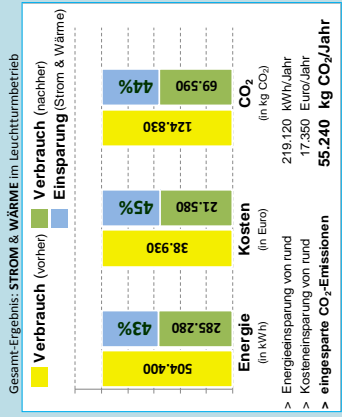 Gesamt-Ergebnis: STROM & WÄRME im Leuchtturmbetrieb
Verbrauch (vorher)
Verbrauch (nachher)
Einsparung (Strom & Wärme)
504.400
43%
285.280
38.930
45%
21.580
124.830
44%
69.590
Energie
(in kWh)
Kosten
(in Euro)
CO₂
(in kg CO₂)
> Energieeinsparung von rund 219.120 kWh/Jahr
> Kosteneinsparung von rund 17.350 Euro/Jahr
> eingesparte CO₂-Emissionen 55.240 kg CO₂/Jahr